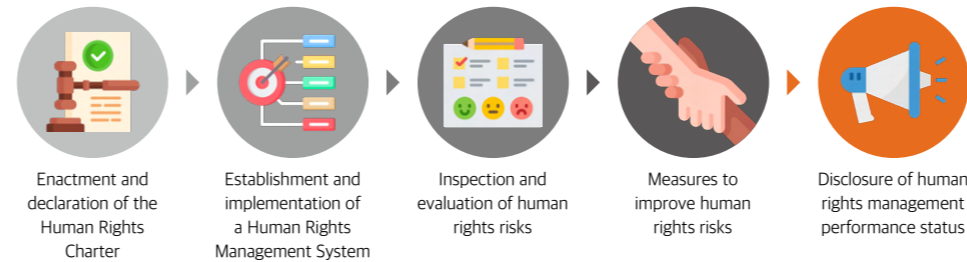 Enactment and
declaration of the
Human Rights
Charter
Establishment and
implementation of
a Human Rights
Management System
Inspection and
evaluation of human
rights risks
Measures to
improve human
rights risks
Disclosure of human
rights management
performance status